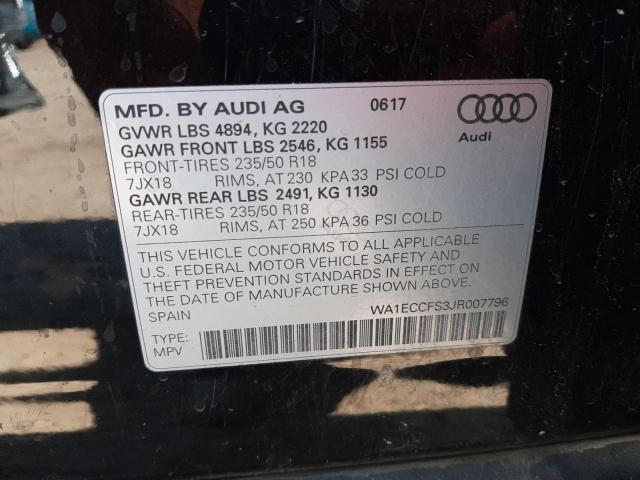 MFD. BY AUDI AG 0617
GVWR LBS 4894, KG 2220
GAWR FRONT LBS 2546, KG 1155
FRONT-TIRES 235/50 R18
7JX18 RIMS, AT 230 KPA 33 PSI COLD
GAWR REAR LBS 2491, KG 1130
REAR-TIRES 235/50 R18
7JX18 RIMS, AT 250 KPA 36 PSI COLD
Audi
THIS VEHICLE CONFORMS TO ALL APPLICABLE
U.S. FEDERAL MOTOR VEHICLE SAFETY AND
THEFT PREVENTION STANDARDS IN EFFECT ON
THE DATE OF MANUFACTURE SHOWN ABOVE.
SPAIN WA1ECCFS3JR007796
TYPE:
MPV